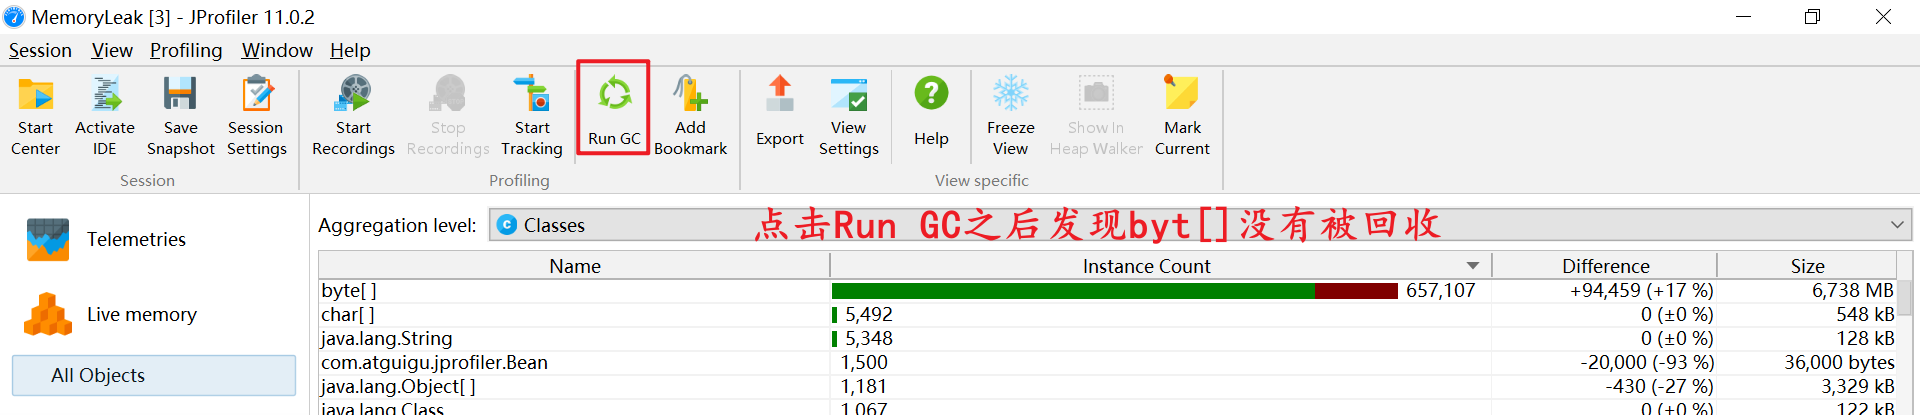 MemoryLeak [3] - JProfiler 11.0.2
Session View Profiling Window Help
Start Center
Activate IDE
Save Snapshot
Session Settings
Start Recordings
Stop Recordings
Start Tracking
Run GC
Add Bookmark
Export
View Settings
Help
Freeze View
Show In Heap Walker
Mark Current
Session
Profiling
View specific
Telemetries
Live memory
All Objects
Aggregation level: Classes
点击Run GC之后发现byt[]没有被回收
Name Instance Count Difference Size
byte[ ] 657,107 +94,459 (+17 %) 6,738 MB
char[ ] 5,492 0 (±0 %) 548 kB
java.lang.String 5,348 0 (±0 %) 128 kB
com.atguigu.jprofiler.Bean 1,500 -20,000 (-93 %) 36,000 bytes
java.lang.Object[ ] 1,181 -430 (-27 %) 3,329 kB
java.lang.Class 1,067 0 (±0 %) 122 kB